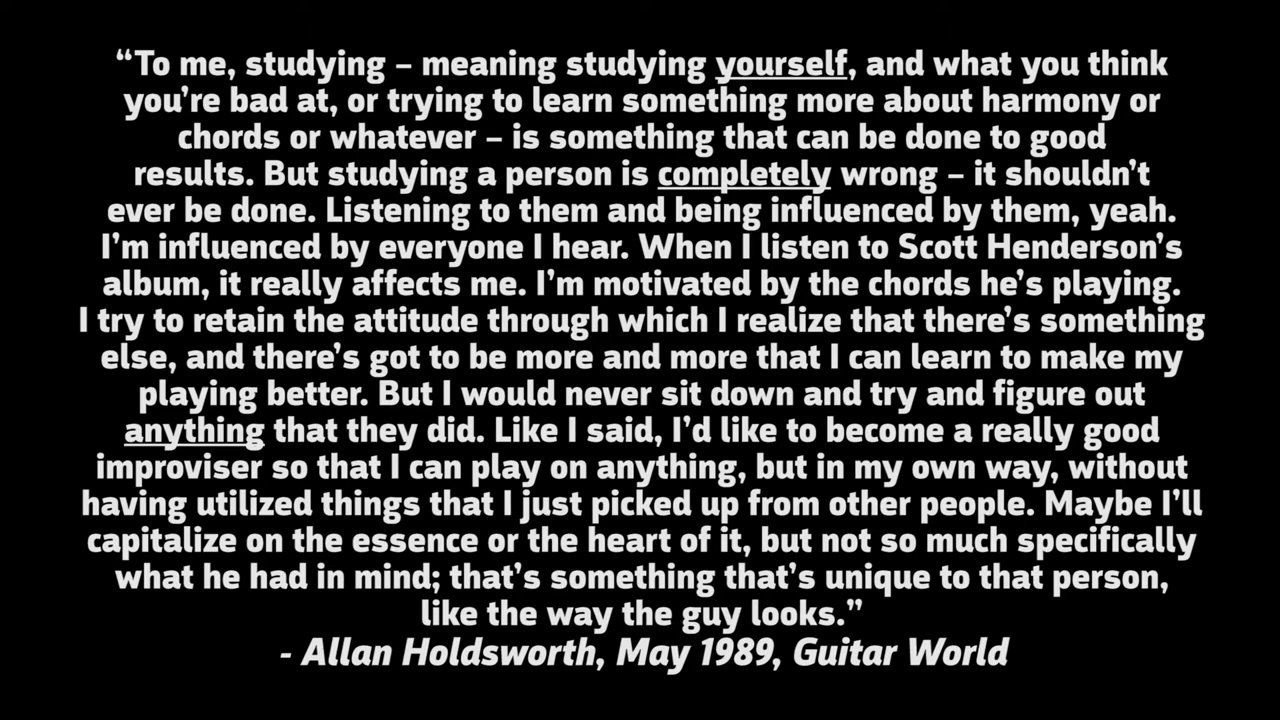 “To me, studying – meaning studying yourself, and what you think
you’re bad at, or trying to learn something more about harmony or
chords or whatever – is something that can be done to good
results. But studying a person is completely wrong – it shouldn’t
ever be done. Listening to them and being influenced by them, yeah.
I’m influenced by everyone I hear. When I listen to Scott Henderson’s
album, it really affects me. I’m motivated by the chords he’s playing.
I try to retain the attitude through which I realize that there’s something
else, and there’s got to be more and more that I can learn to make my
playing better. But I would never sit down and try and figure out
anything that they did. Like I said, I’d like to become a really good
improviser so that I can play on anything, but in my own way, without
having utilized things that I just picked up from other people. Maybe I’ll
capitalize on the essence or the heart of it, but not so much specifically
what he had in mind; that’s something that’s unique to that person,
like the way the guy looks.”
- Allan Holdsworth, May 1989, Guitar World